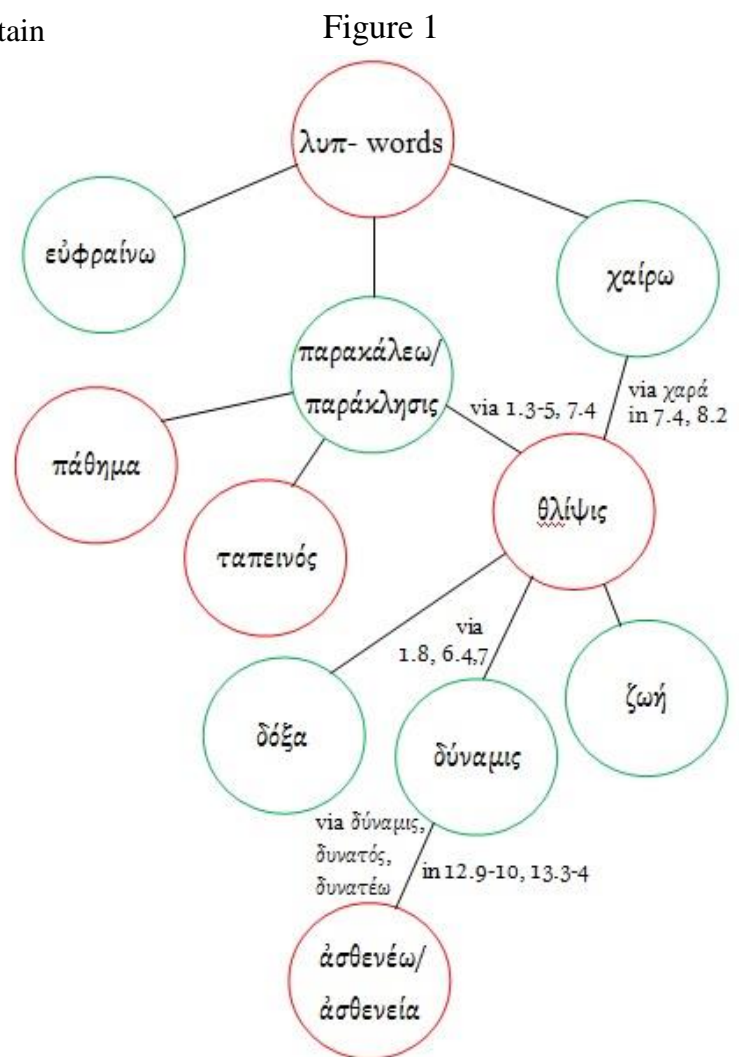 tain
Figure 1
λυπ- words
εὐφραίνω
χαίρω
παρακάλεω/
παράκλησις
via 1.3-5, 7.4
via χαρά
in 7.4, 8.2
πάθημα
θλίψις
ταπεινός
via
1.8, 6.4,7
ζωή
δόξα
δύναμις
via δύναμις,
δυνατός,
δυνατέω
in 12.9-10, 13.3-4
ἀσθενέω/
ἀσθενεία